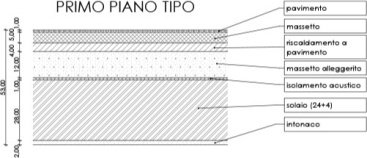 PRIMO PIANO TIPO
pavimento
massetto
riscaldamento a
pavimento
massetto alleggerito
isolamento acustico
solaio (24+4)
intonaco
1,00
5,00
4,00
12,00
1,00
28,00
2,00
53,00